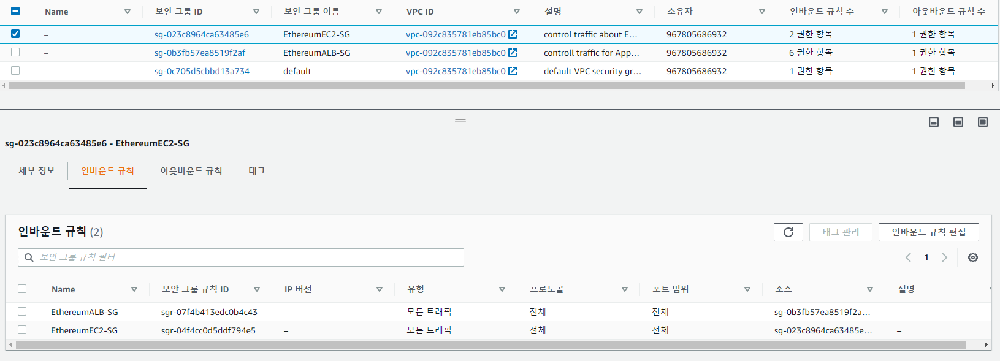 Name 보안 그룹 ID 보안 그룹 이름 VPC ID 설명 소유자 인바운드 규칙 수 아웃바운드 규칙 수
– sg-023c8964ca63485e6 EthereumEC2-SG vpc-092c835781eb85bc0 control traffic about E... 967805686932 2 권한 항목 1 권한 항목
– sg-0b3fb57ea8519f2af EthereumALB-SG vpc-092c835781eb85bc0 controll traffic for App... 967805686932 6 권한 항목 1 권한 항목
– sg-0c705d5cbbd13a734 default vpc-092c835781eb85bc0 default VPC security gr... 967805686932 1 권한 항목 1 권한 항목
sg-023c8964ca63485e6 - EthereumEC2-SG
세부 정보 인바운드 규칙 아웃바운드 규칙 태그
인바운드 규칙 (2) 태그 관리 인바운드 규칙 편집
보안 그룹 규칙 필터 1
Name 보안 그룹 규칙 ID IP 버전 유형 프로토콜 포트 범위 소스 설명
EthereumALB-SG sgr-07f4b413edc0b4c43 – 모든 트래픽 전체 전체 sg-0b3fb57ea8519f2a... –
EthereumEC2-SG sgr-04f4cc0d5ddf794e5 – 모든 트래픽 전체 전체 sg-023c8964ca63485e... –